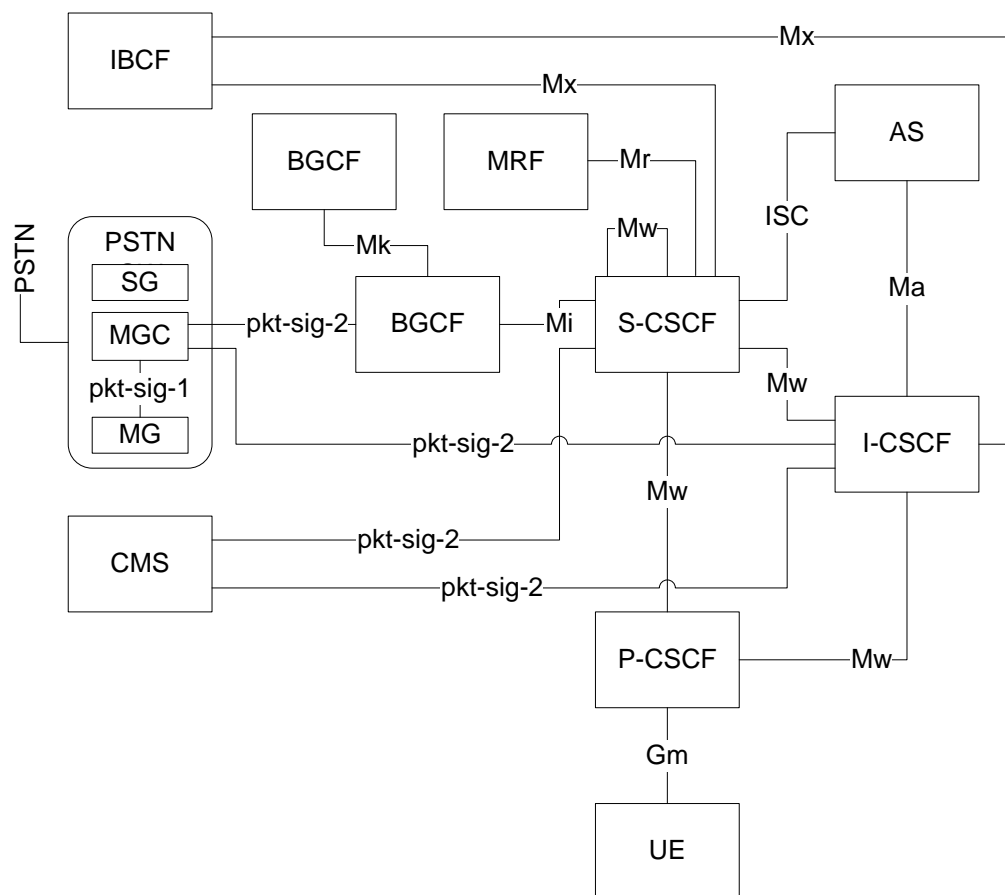 Mx
IBCF
Mx
AS
BGCF
MRF
Mr
ISC
Mw
PSTN
PSTN
Mk
SG
Ma
MGC
pkt-sig-2
BGCF
Mi
S-CSCF
pkt-sig-1
Mw
MG
pkt-sig-2
I-CSCF
Mw
pkt-sig-2
CMS
pkt-sig-2
P-CSCF
Mw
Gm
UE